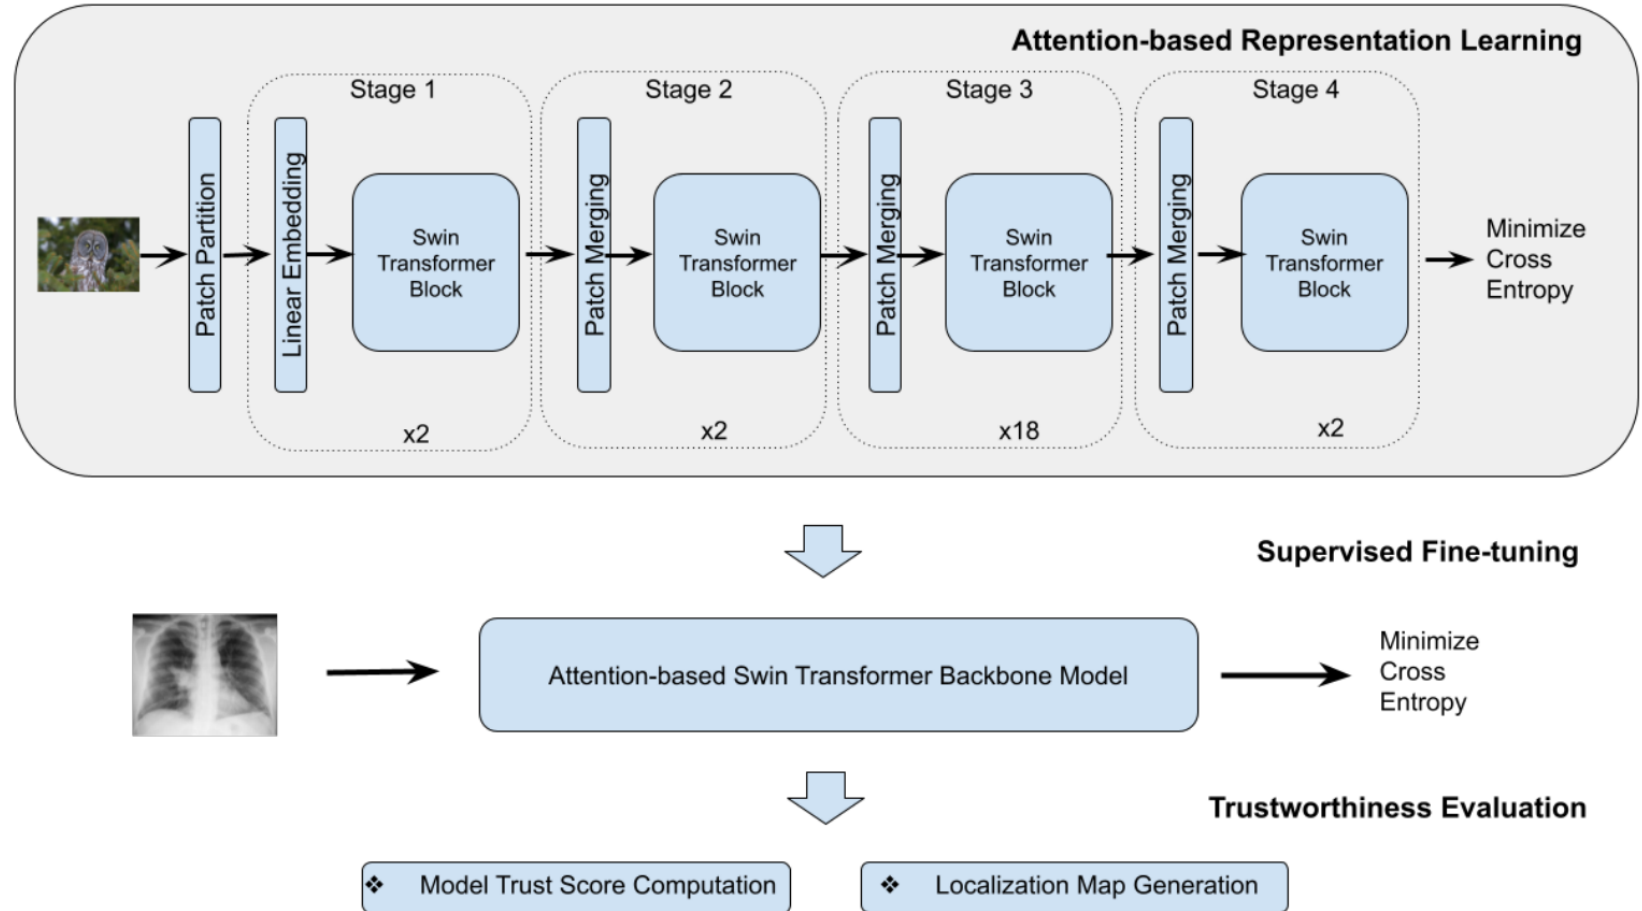 Attention-based Representation Learning
Stage 1
Stage 2
Stage 3
Stage 4
Patch Partition
Linear Embedding
Swin
Transformer
Block
Patch Merging
Swin
Transformer
Block
Patch Merging
Swin
Transformer
Block
Patch Merging
Swin
Transformer
Block
Minimize
Cross
Entropy
x2
x2
x18
x2
Supervised Fine-tuning
Attention-based Swin Transformer Backbone Model
Minimize
Cross
Entropy
Trustworthiness Evaluation
❖ Model Trust Score Computation
❖ Localization Map Generation